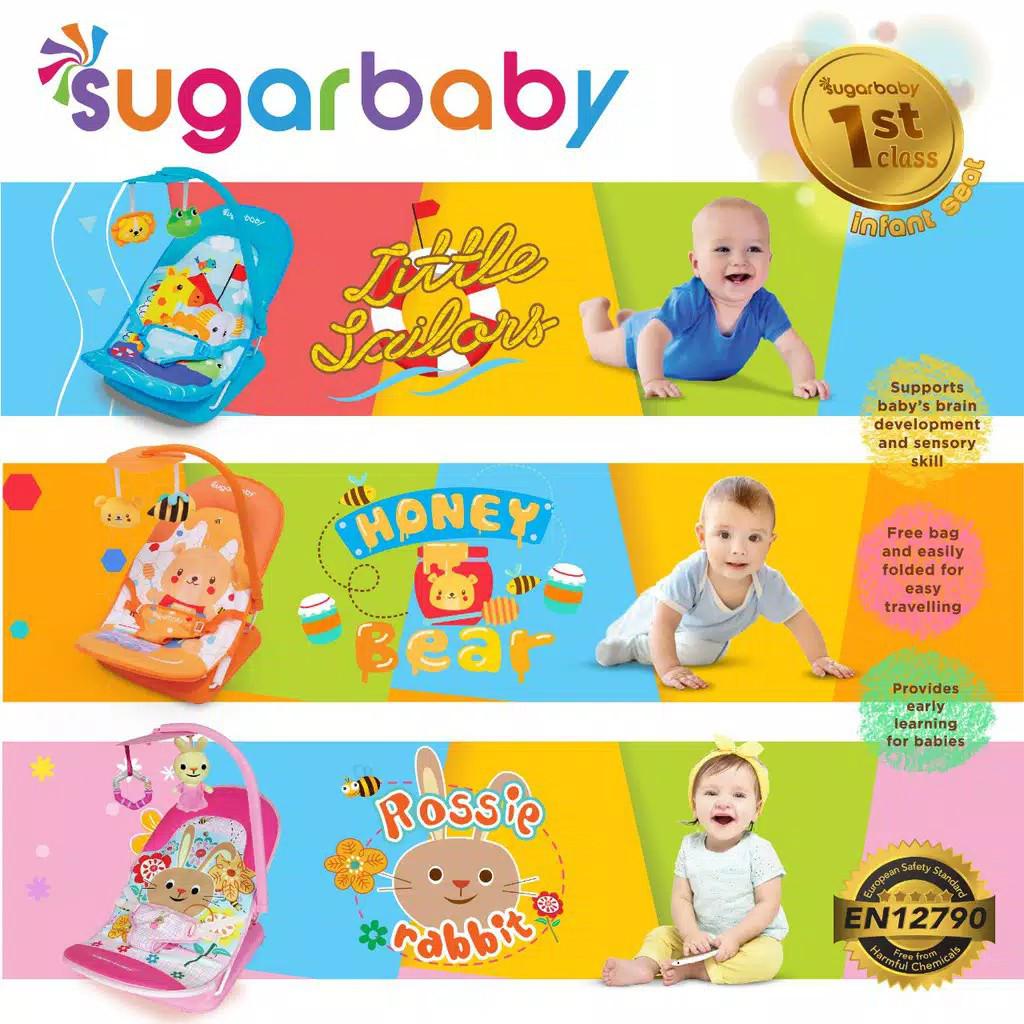 sugarbaby
sugarbaby
1st
class
infant seat
sugarbaby
Little
Sailors
Supports
baby's brain
development
and sensory
skill
sugarbaby
HONEY
Bear
Free bag
and easily
folded for
easy
travelling
Provides
early
learning
for babies
Rossie
rabbit
European Safety Standard
EN12790
Free from
Harmful Chemicals